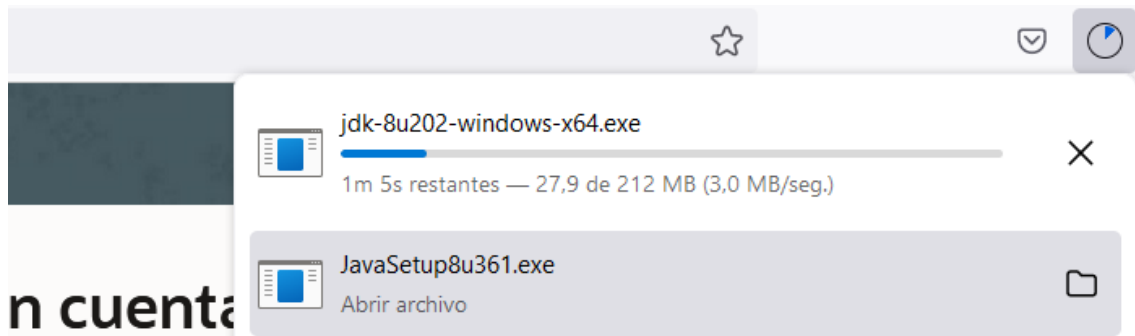 jdk-8u202-windows-x64.exe
1m 5s restantes — 27,9 de 212 MB (3,0 MB/seg.)
JavaSetup8u361.exe
Abrir archivo
n cuenta